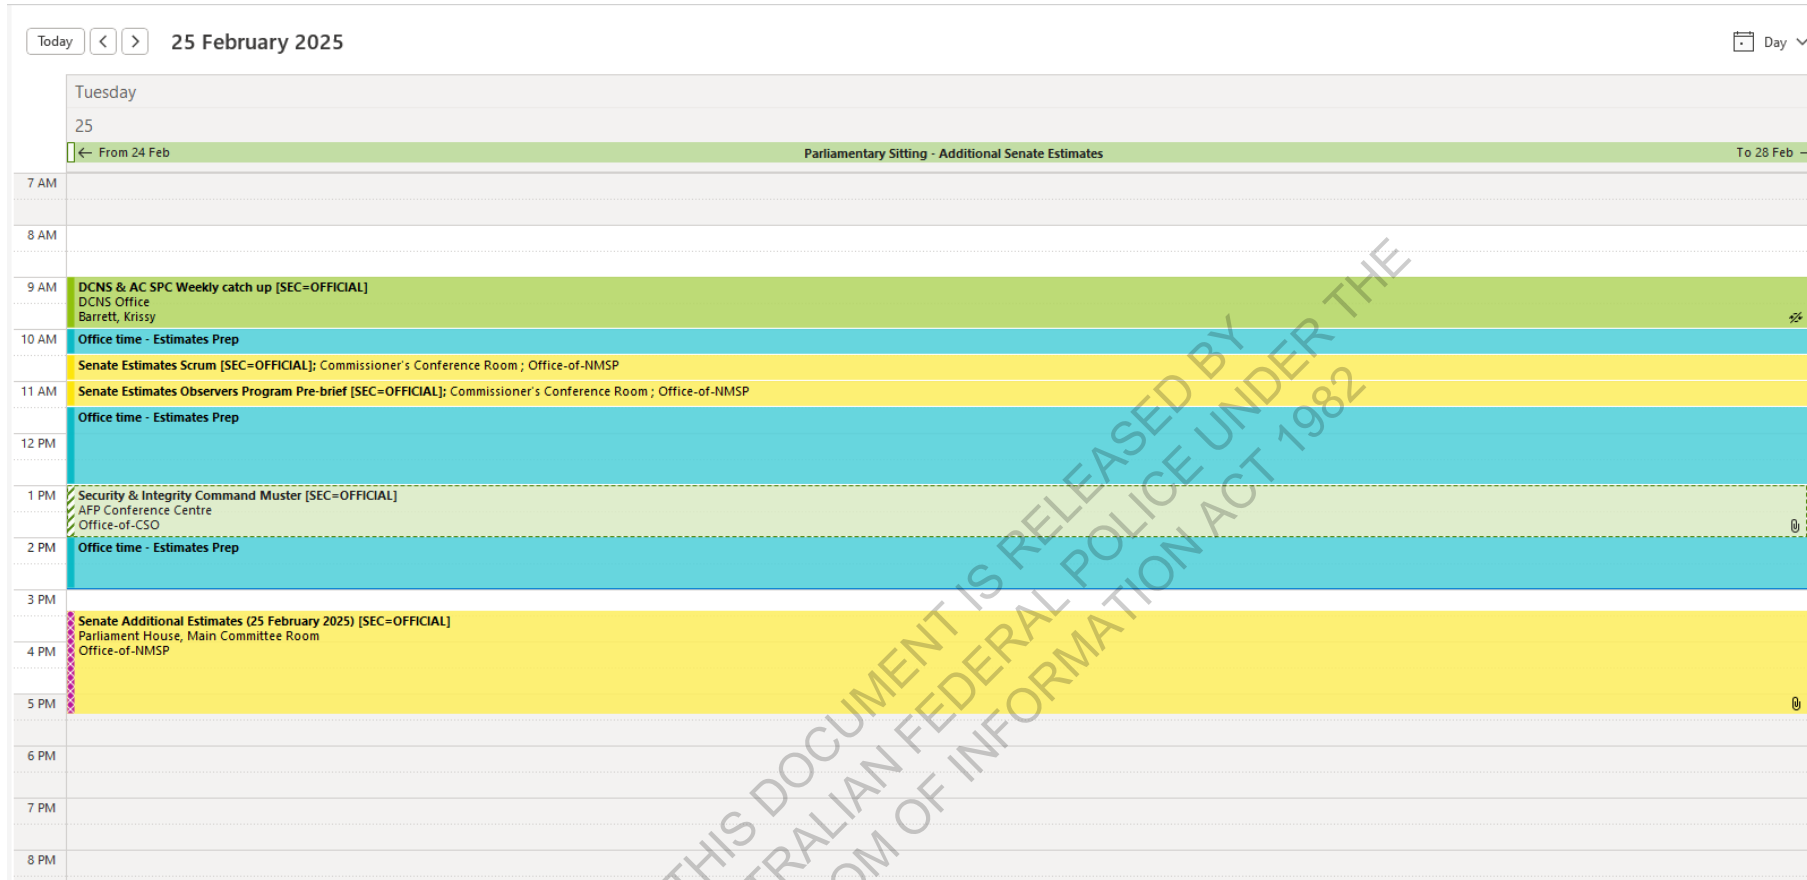 Today
25 February 2025
Day
Tuesday
25
From 24 Feb
Parliamentary Sitting - Additional Senate Estimates
To 28 Feb
7 AM
8 AM
9 AM
DCNS & AC SPC Weekly catch up [SEC=OFFICIAL]
DCNS Office
Barrett, Krissy
10 AM
Office time - Estimates Prep
Senate Estimates Scrum [SEC=OFFICIAL]; Commissioner's Conference Room ; Office-of-NMSP
11 AM
Senate Estimates Observers Program Pre-brief [SEC=OFFICIAL]; Commissioner's Conference Room ; Office-of-NMSP
Office time - Estimates Prep
12 PM
1 PM
Security & Integrity Command Muster [SEC=OFFICIAL]
AFP Conference Centre
Office-of-CSO
2 PM
Office time - Estimates Prep
3 PM
Senate Additional Estimates (25 February 2025) [SEC=OFFICIAL]
Parliament House, Main Committee Room
4 PM
Office-of-NMSP
5 PM
6 PM
7 PM
8 PM
THIS DOCUMENT IS RELEASED BY
TRALIAN FEDERAL POLICE UNDER THE
OM OF INFORMATION ACT 1982